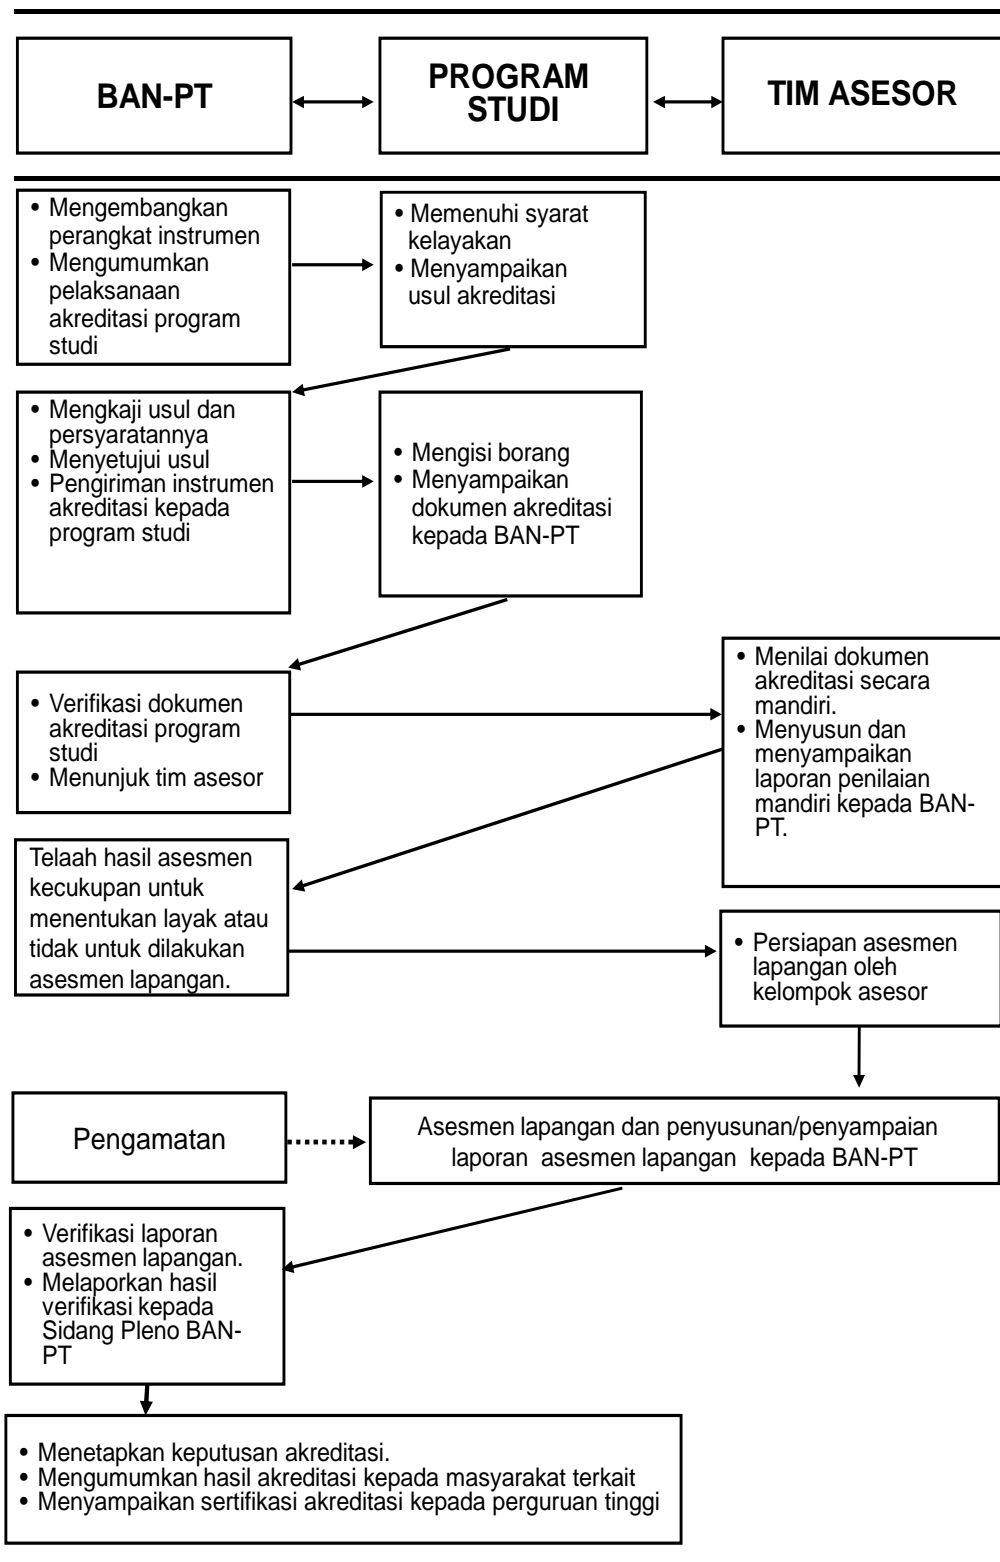 BAN-PT
PROGRAM
STUDI
TIM ASESOR
• Mengembangkan
perangkat instrumen
• Mengumumkan
pelaksanaan
akreditasi program
studi
• Memenuhi syarat
kelayakan
• Menyampaikan
usul akreditasi
• Mengkaji usul dan
persyaratannya
• Menyetujui usul
• Pengiriman instrumen
akreditasi kepada
program studi
• Mengisi borang
• Menyampaikan
dokumen akreditasi
kepada BAN-PT
• Verifikasi dokumen
akreditasi program
studi
• Menunjuk tim asesor
• Menilai dokumen
akreditasi secara
mandiri.
• Menyusun dan
menyampaikan
laporan penilaian
mandiri kepada BAN-
PT.
Telaah hasil asesmen
kecukupan untuk
menentukan layak atau
tidak untuk dilakukan
asesmen lapangan.
• Persiapan asesmen
lapangan oleh
kelompok asesor
Pengamatan
Asesmen lapangan dan penyusunan/penyampaian
laporan asesmen lapangan kepada BAN-PT
• Verifikasi laporan
asesmen lapangan.
• Melaporkan hasil
verifikasi kepada
Sidang Pleno BAN-
PT
• Menetapkan keputusan akreditasi.
• Mengumumkan hasil akreditasi kepada masyarakat terkait
• Menyampaikan sertifikasi akreditasi kepada perguruan tinggi